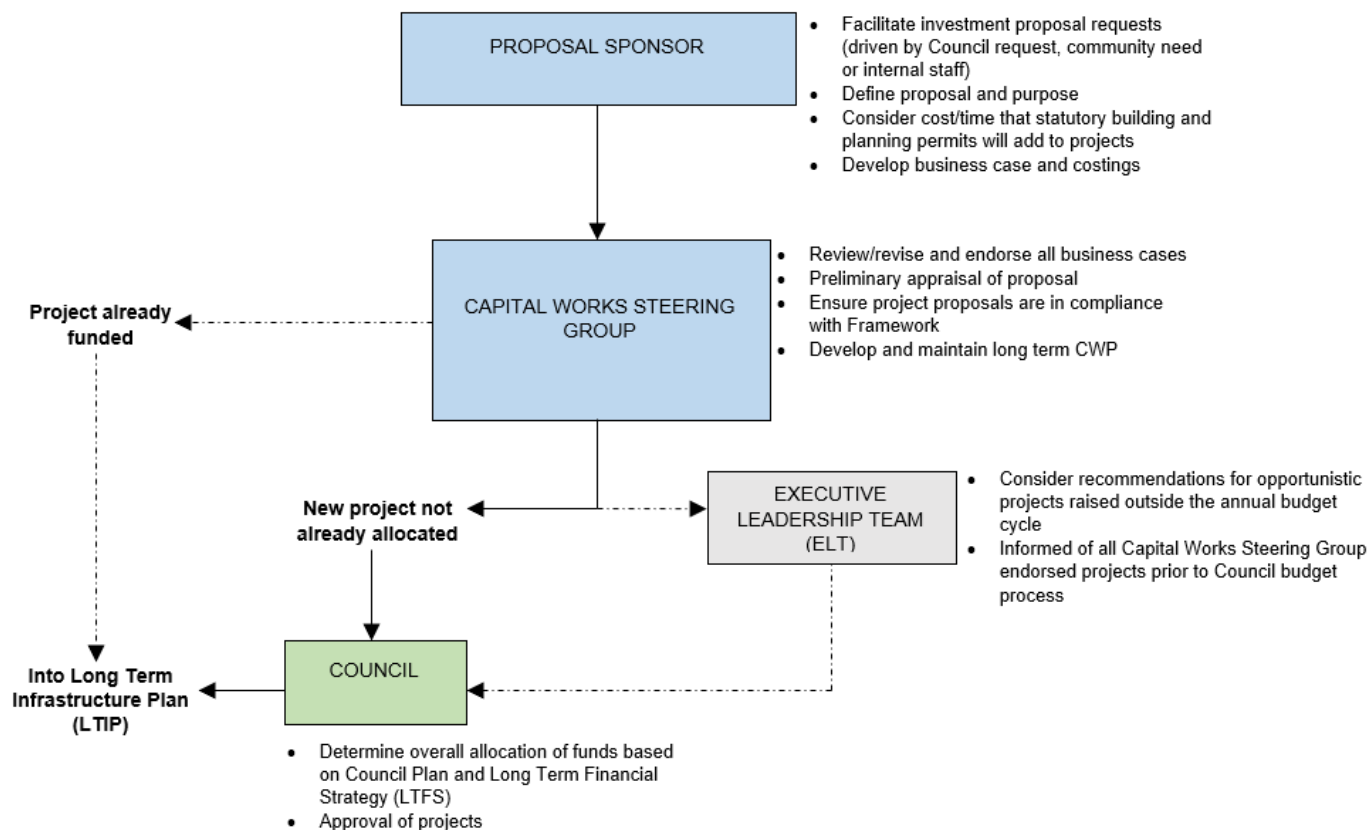 PROPOSAL SPONSOR
• Facilitate investment proposal requests
(driven by Council request, community need
or internal staff)
• Define proposal and purpose
• Consider cost/time that statutory building and
planning permits will add to projects
• Develop business case and costings
CAPITAL WORKS STEERING
GROUP
• Review/revise and endorse all business cases
• Preliminary appraisal of proposal
• Ensure project proposals are in compliance
with Framework
• Develop and maintain long term CWP
Project already
funded
New project not
already allocated
EXECUTIVE
LEADERSHIP TEAM
(ELT)
• Consider recommendations for opportunistic
projects raised outside the annual budget
cycle
• Informed of all Capital Works Steering Group
endorsed projects prior to Council budget
process
COUNCIL
Into Long Term
Infrastructure Plan
(LTIP)
• Determine overall allocation of funds based
on Council Plan and Long Term Financial
Strategy (LTFS)
• Approval of projects